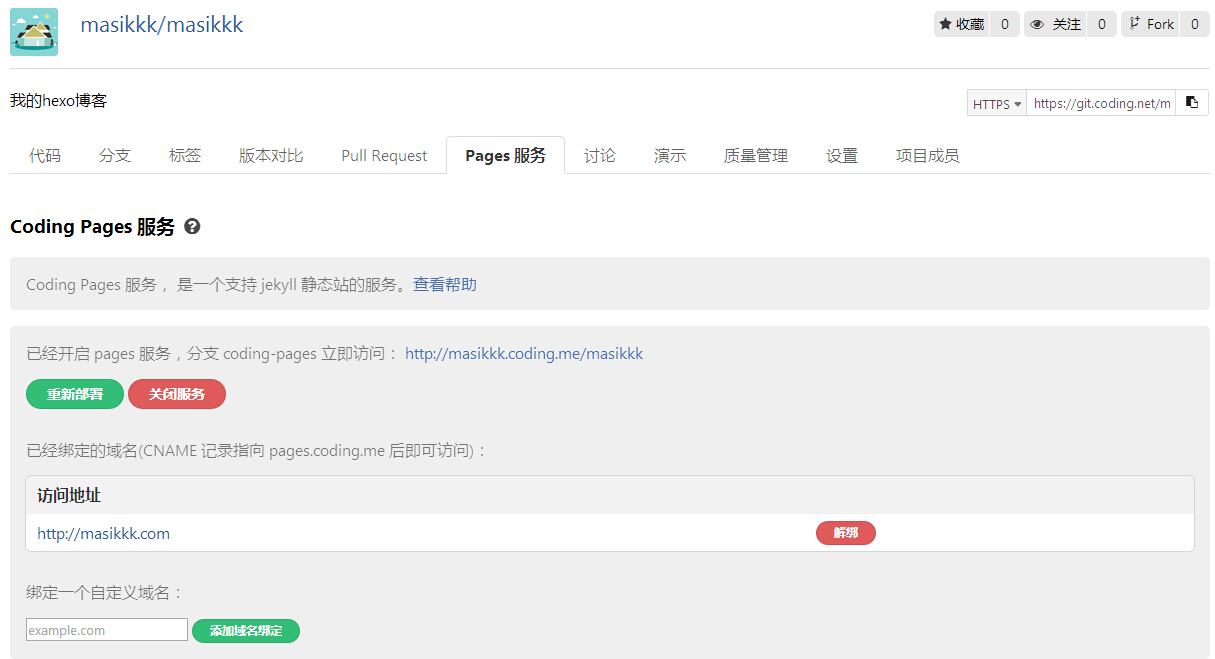 masikkk/masikkk
收藏 0 关注 0 Fork 0
我的hexo博客
HTTPS https://git.coding.net/m
代码 分支 标签 版本对比 Pull Request Pages 服务 讨论 演示 质量管理 设置 项目成员
Coding Pages 服务
Coding Pages 服务，是一个支持 jekyll 静态站的服务。查看帮助
已经开启 pages 服务，分支 coding-pages 立即访问： http://masikkk.coding.me/masikkk
重新部署 关闭服务
已经绑定的域名(CNAME 记录指向 pages.coding.me 后即可访问)：
访问地址
http://masikkk.com 解绑
绑定一个自定义域名：
example.com 添加域名绑定